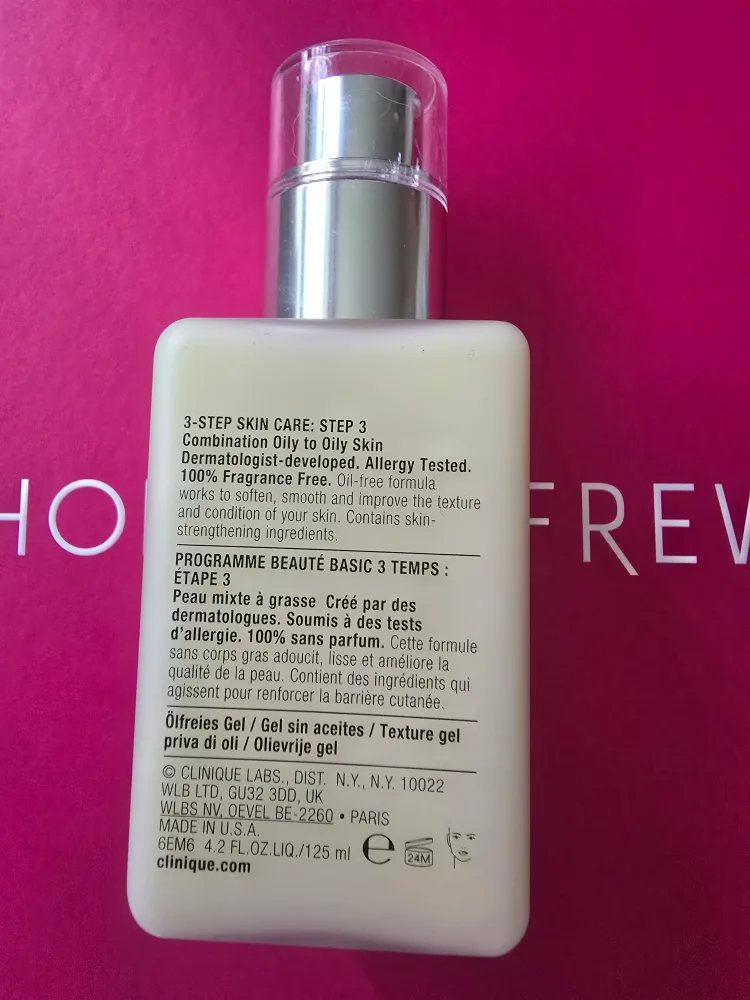 3-STEP SKIN CARE: STEP 3
Combination Oily to Oily Skin
Dermatologist-developed. Allergy Tested.
100% Fragrance Free. Oil-free formula
works to soften, smooth and improve the texture
and condition of your skin. Contains skin-
strengthening ingredients.
PROGRAMME BEAUTÉ BASIC 3 TEMPS :
ÉTAPE 3
Peau mixte à grasse Créé par des
dermatologues. Soumis à des tests
d'allergie. 100% sans parfum. Cette formule
sans corps gras adoucit, lisse et améliore la
qualité de la peau. Contient des ingrédients qui
agissent pour renforcer la barrière cutanée.
Ölfreies Gel / Gel sin aceites / Texture gel
priva di oli / Olievrije gel
© CLINIQUE LABS., DIST. N.Y., N.Y. 10022
WLB LTD, GU32 3DD, UK
WLBS NV, OEVEL BE-2260 • PARIS
MADE IN U.S.A.
6EM6 4.2 FL.OZ.LIQ./125 ml ℮ 24M
clinique.com
HO
FREW